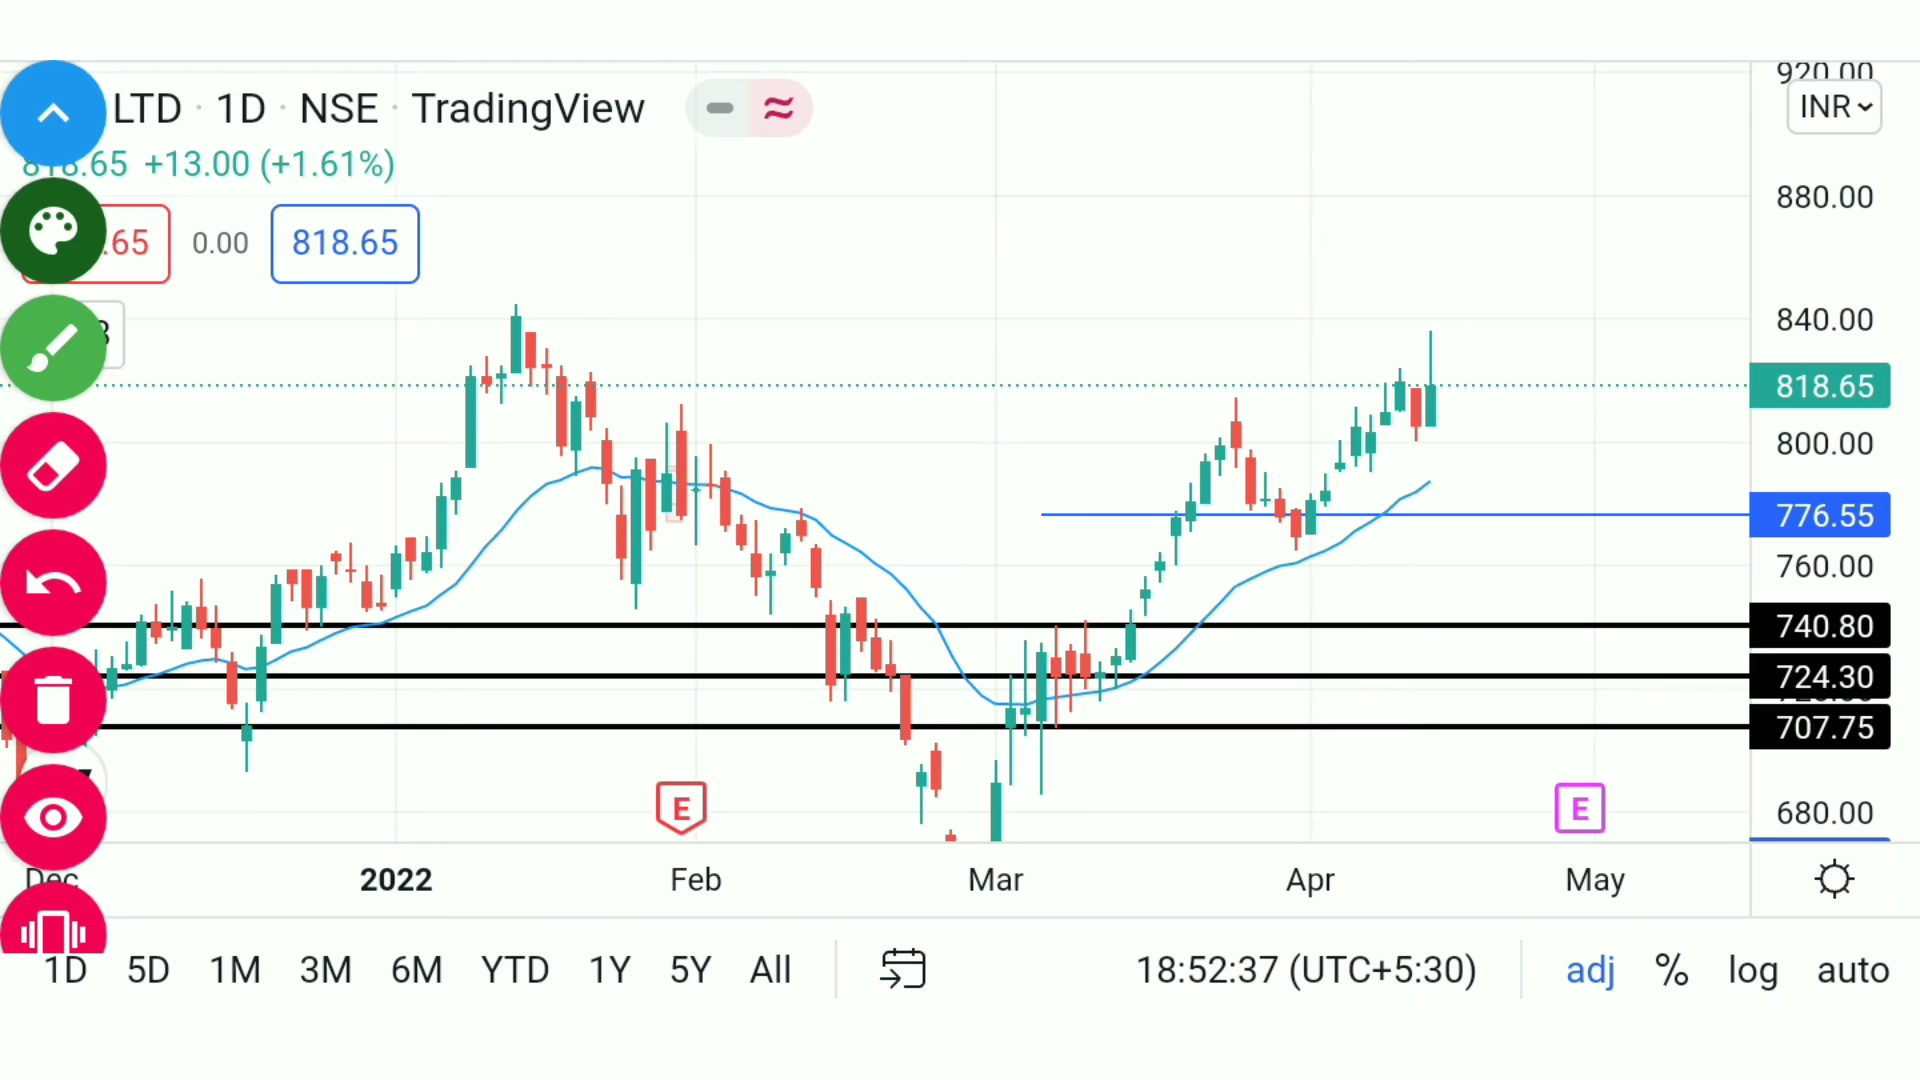 920.00
LTD · 1D · NSE · TradingView
INR
818.65 +13.00 (+1.61%)
880.00
.65 0.00 818.65
840.00
818.65
800.00
776.55
760.00
740.80
724.30
707.75
E E
680.00
Dec 2022 Feb Mar Apr May
1D 5D 1M 3M 6M YTD 1Y 5Y All 18:52:37 (UTC+5:30) adj % log auto